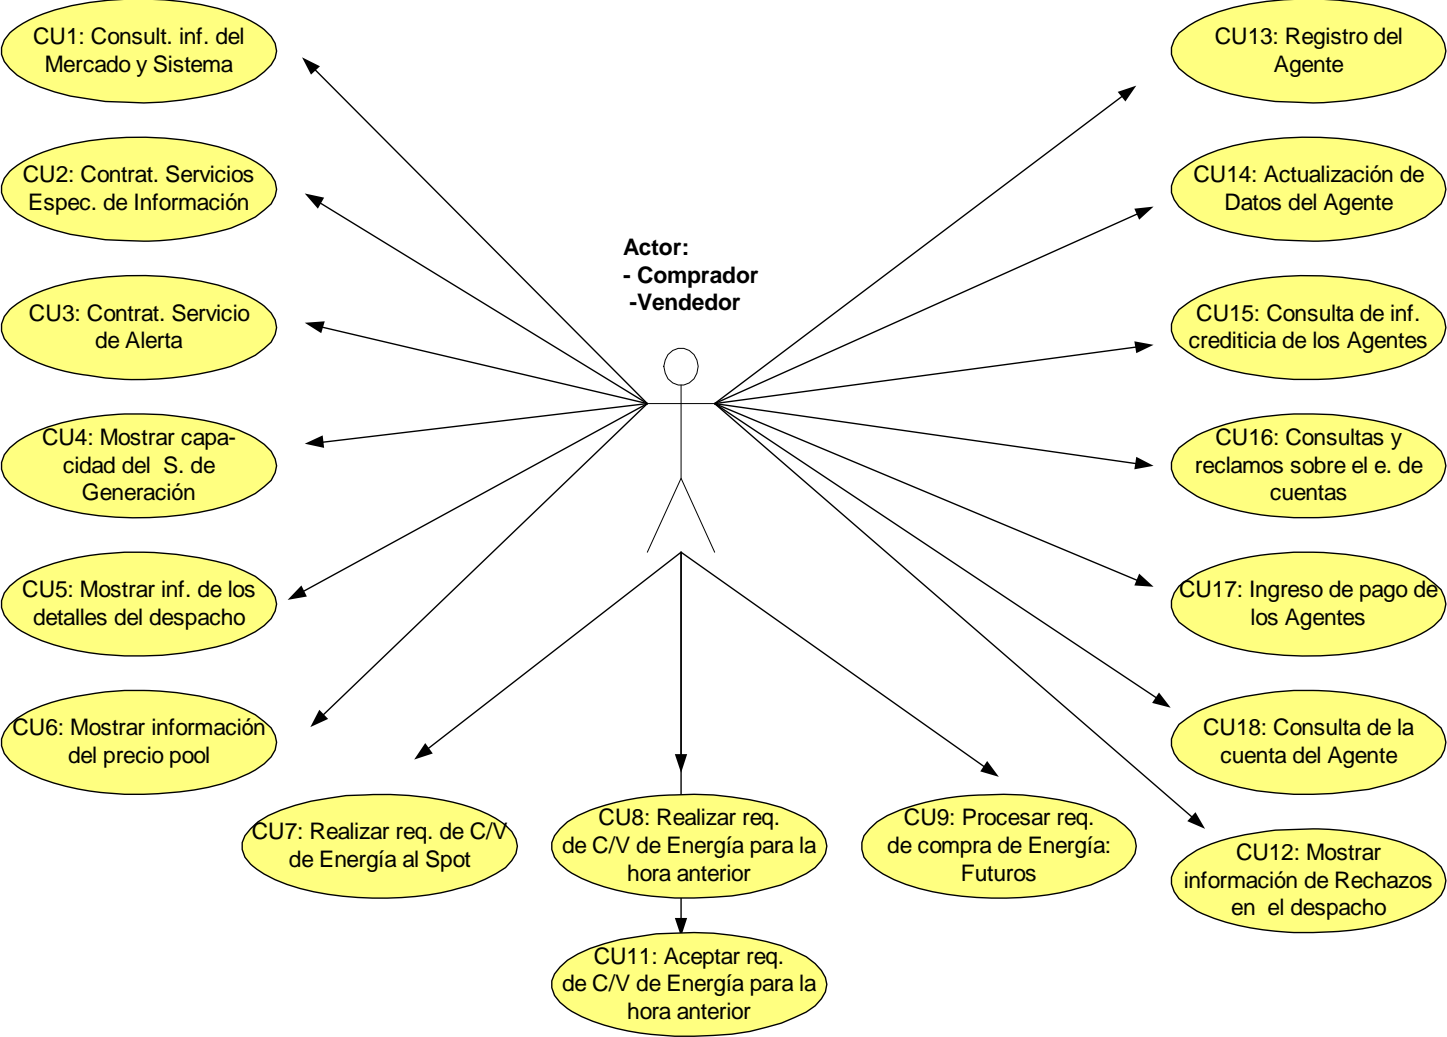 CU1: Consult. inf. del
Mercado y Sistema
CU2: Contrat. Servicios
Espec. de Información
CU3: Contrat. Servicio
de Alerta
CU4: Mostrar capa-
cidad del S. de
Generación
CU5: Mostrar inf. de los
detalles del despacho
CU6: Mostrar información
del precio pool
Actor:
- Comprador
-Vendedor
CU7: Realizar req. de C/V
de Energía al Spot
CU8: Realizar req.
de C/V de Energía para la
hora anterior
CU11: Aceptar req.
de C/V de Energía para la
hora anterior
CU9: Procesar req.
de compra de Energía:
Futuros
CU13: Registro del
Agente
CU14: Actualización de
Datos del Agente
CU15: Consulta de inf.
crediticia de los Agentes
CU16: Consultas y
reclamos sobre el e. de
cuentas
CU17: Ingreso de pago de
los Agentes
CU18: Consulta de la
cuenta del Agente
CU12: Mostrar
información de Rechazos
en el despacho